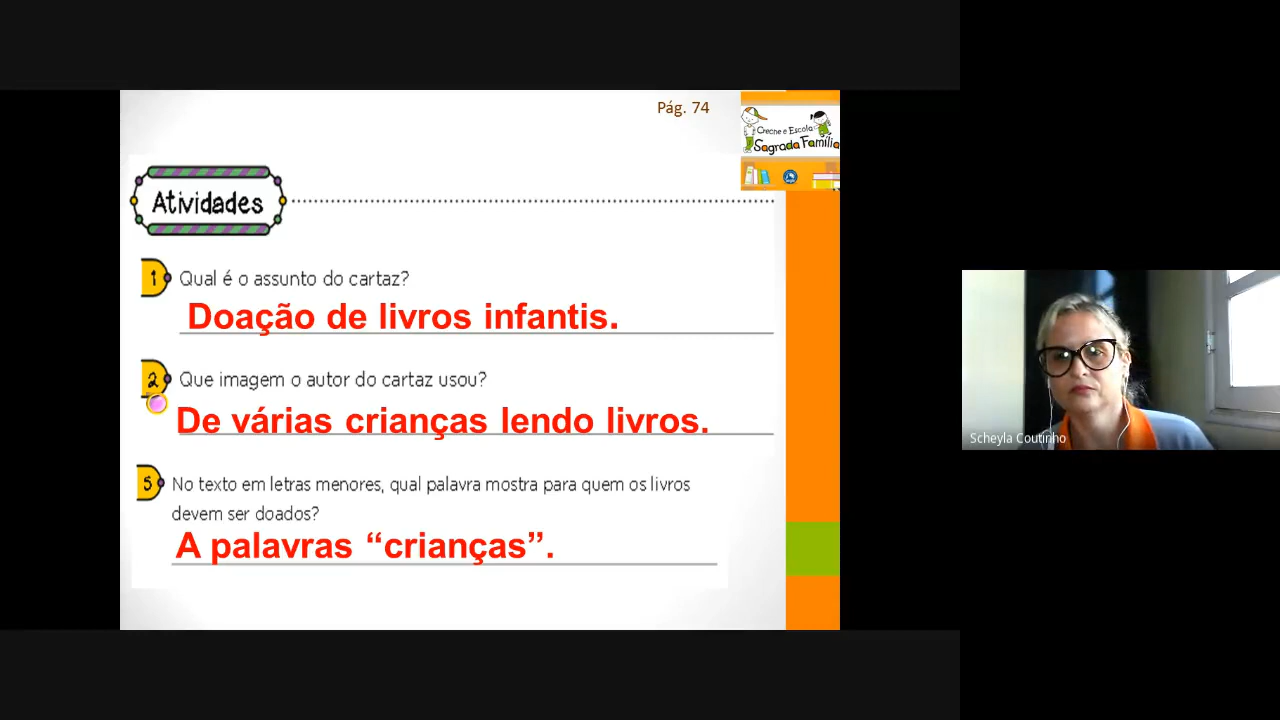 Pág. 74
Creche e Escola
Sagrada Família
Atividades
1 Qual é o assunto do cartaz?
Doação de livros infantis.
2 Que imagem o autor do cartaz usou?
De várias crianças lendo livros.
5 No texto em letras menores, qual palavra mostra para quem os livros
devem ser doados?
A palavras “crianças”.
Scheyla Coutinho